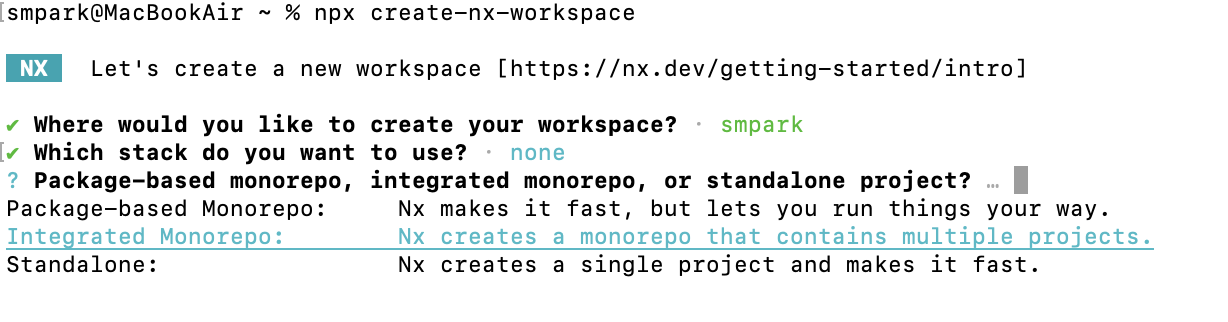 smpark@MacBookAir ~ % npx create-nx-workspace
NX Let's create a new workspace [https://nx.dev/getting-started/intro]
✔ Where would you like to create your workspace? · smpark
✔ Which stack do you want to use? · none
? Package-based monorepo, integrated monorepo, or standalone project? …
Package-based Monorepo: Nx makes it fast, but lets you run things your way.
Integrated Monorepo: Nx creates a monorepo that contains multiple projects.
Standalone: Nx creates a single project and makes it fast.